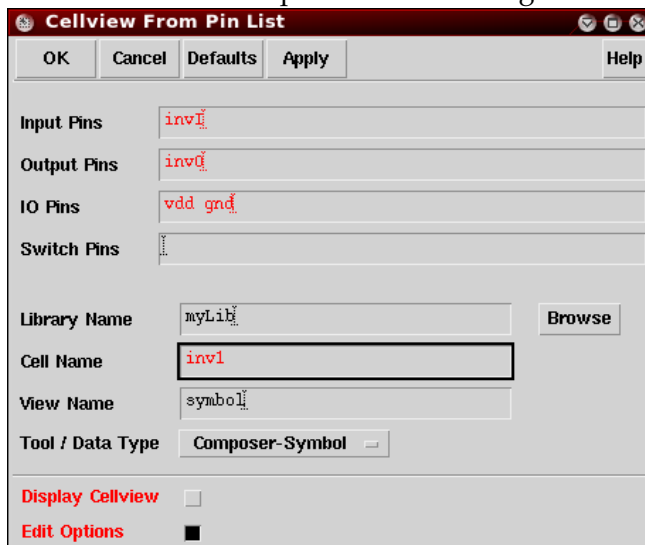 Cellview From Pin List
OK Cancel Defaults Apply Help
Input Pins invI
Output Pins invO
IO Pins vdd gnd
Switch Pins
Library Name myLib Browse
Cell Name inv1
View Name symbol
Tool / Data Type Composer-Symbol
Display Cellview
Edit Options